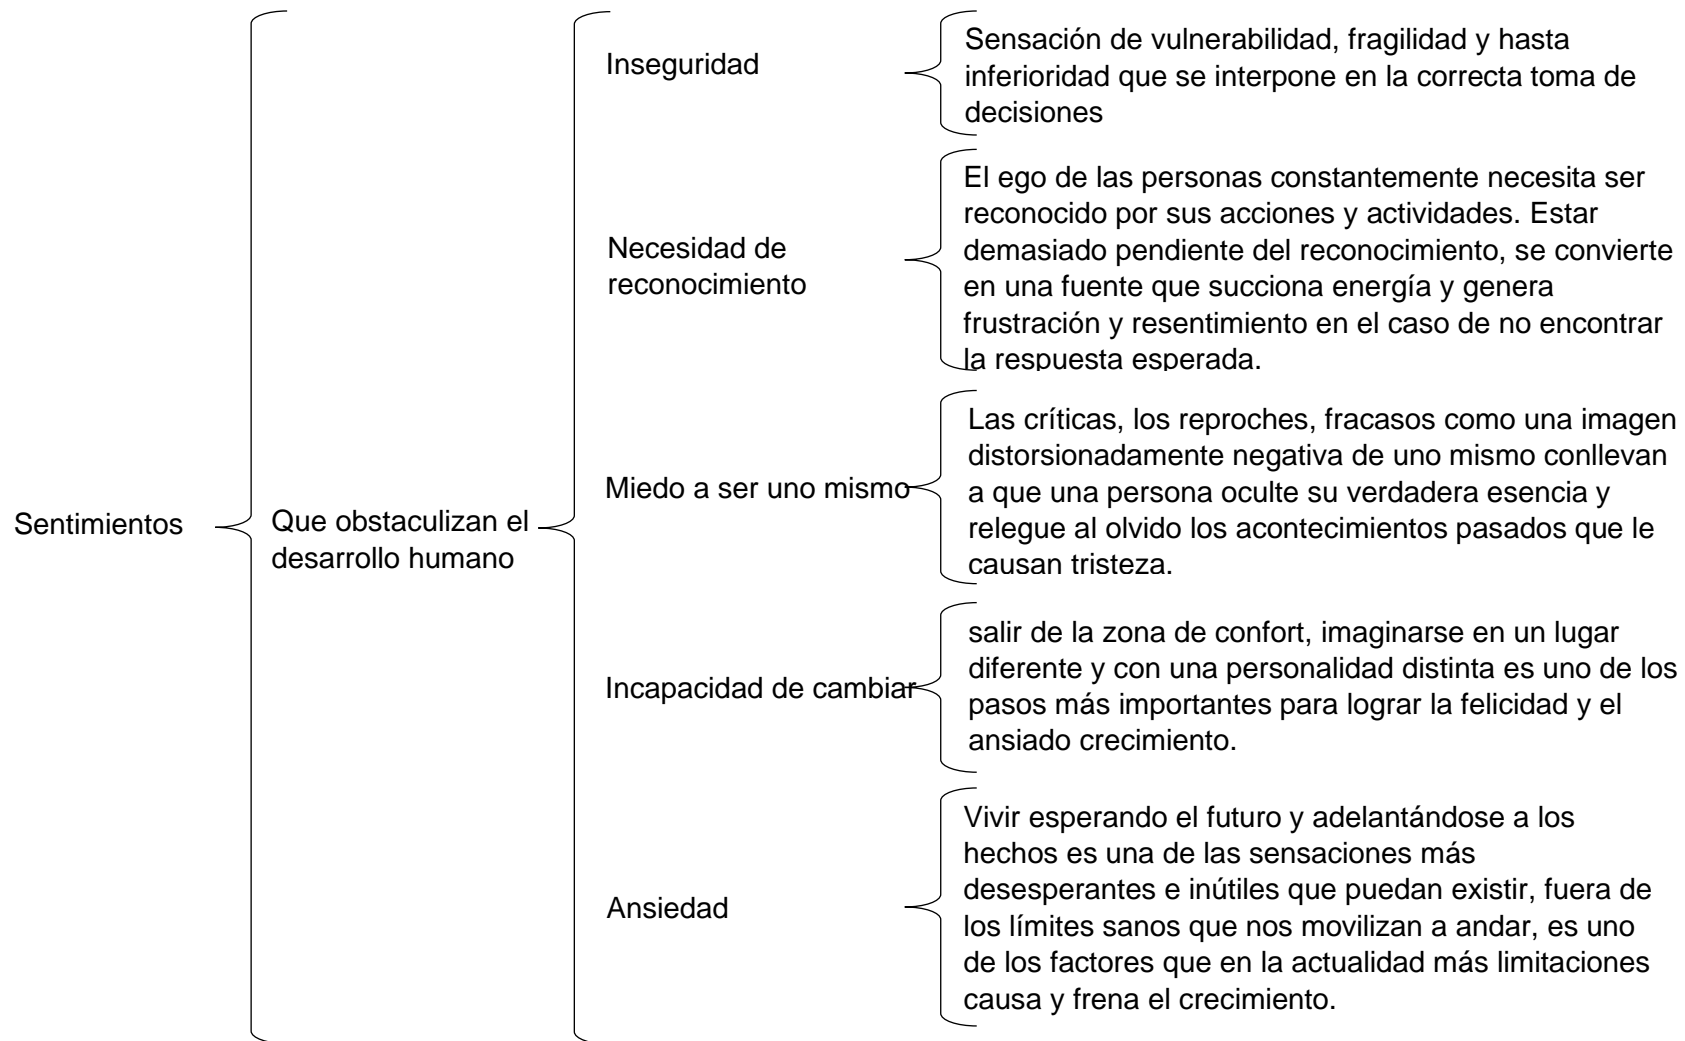 Sentimientos
Que obstaculizan el
desarrollo humano
Inseguridad
Sensación de vulnerabilidad, fragilidad y hasta
inferioridad que se interpone en la correcta toma de
decisiones
Necesidad de
reconocimiento
El ego de las personas constantemente necesita ser
reconocido por sus acciones y actividades. Estar
demasiado pendiente del reconocimiento, se convierte
en una fuente que succiona energía y genera
frustración y resentimiento en el caso de no encontrar
la respuesta esperada.
Miedo a ser uno mismo
Las críticas, los reproches, fracasos como una imagen
distorsionadamente negativa de uno mismo conllevan
a que una persona oculte su verdadera esencia y
relegue al olvido los acontecimientos pasados que le
causan tristeza.
Incapacidad de cambiar
salir de la zona de confort, imaginarse en un lugar
diferente y con una personalidad distinta es uno de los
pasos más importantes para lograr la felicidad y el
ansiado crecimiento.
Ansiedad
Vivir esperando el futuro y adelantándose a los
hechos es una de las sensaciones más
desesperantes e inútiles que puedan existir, fuera de
los límites sanos que nos movilizan a andar, es uno
de los factores que en la actualidad más limitaciones
causa y frena el crecimiento.